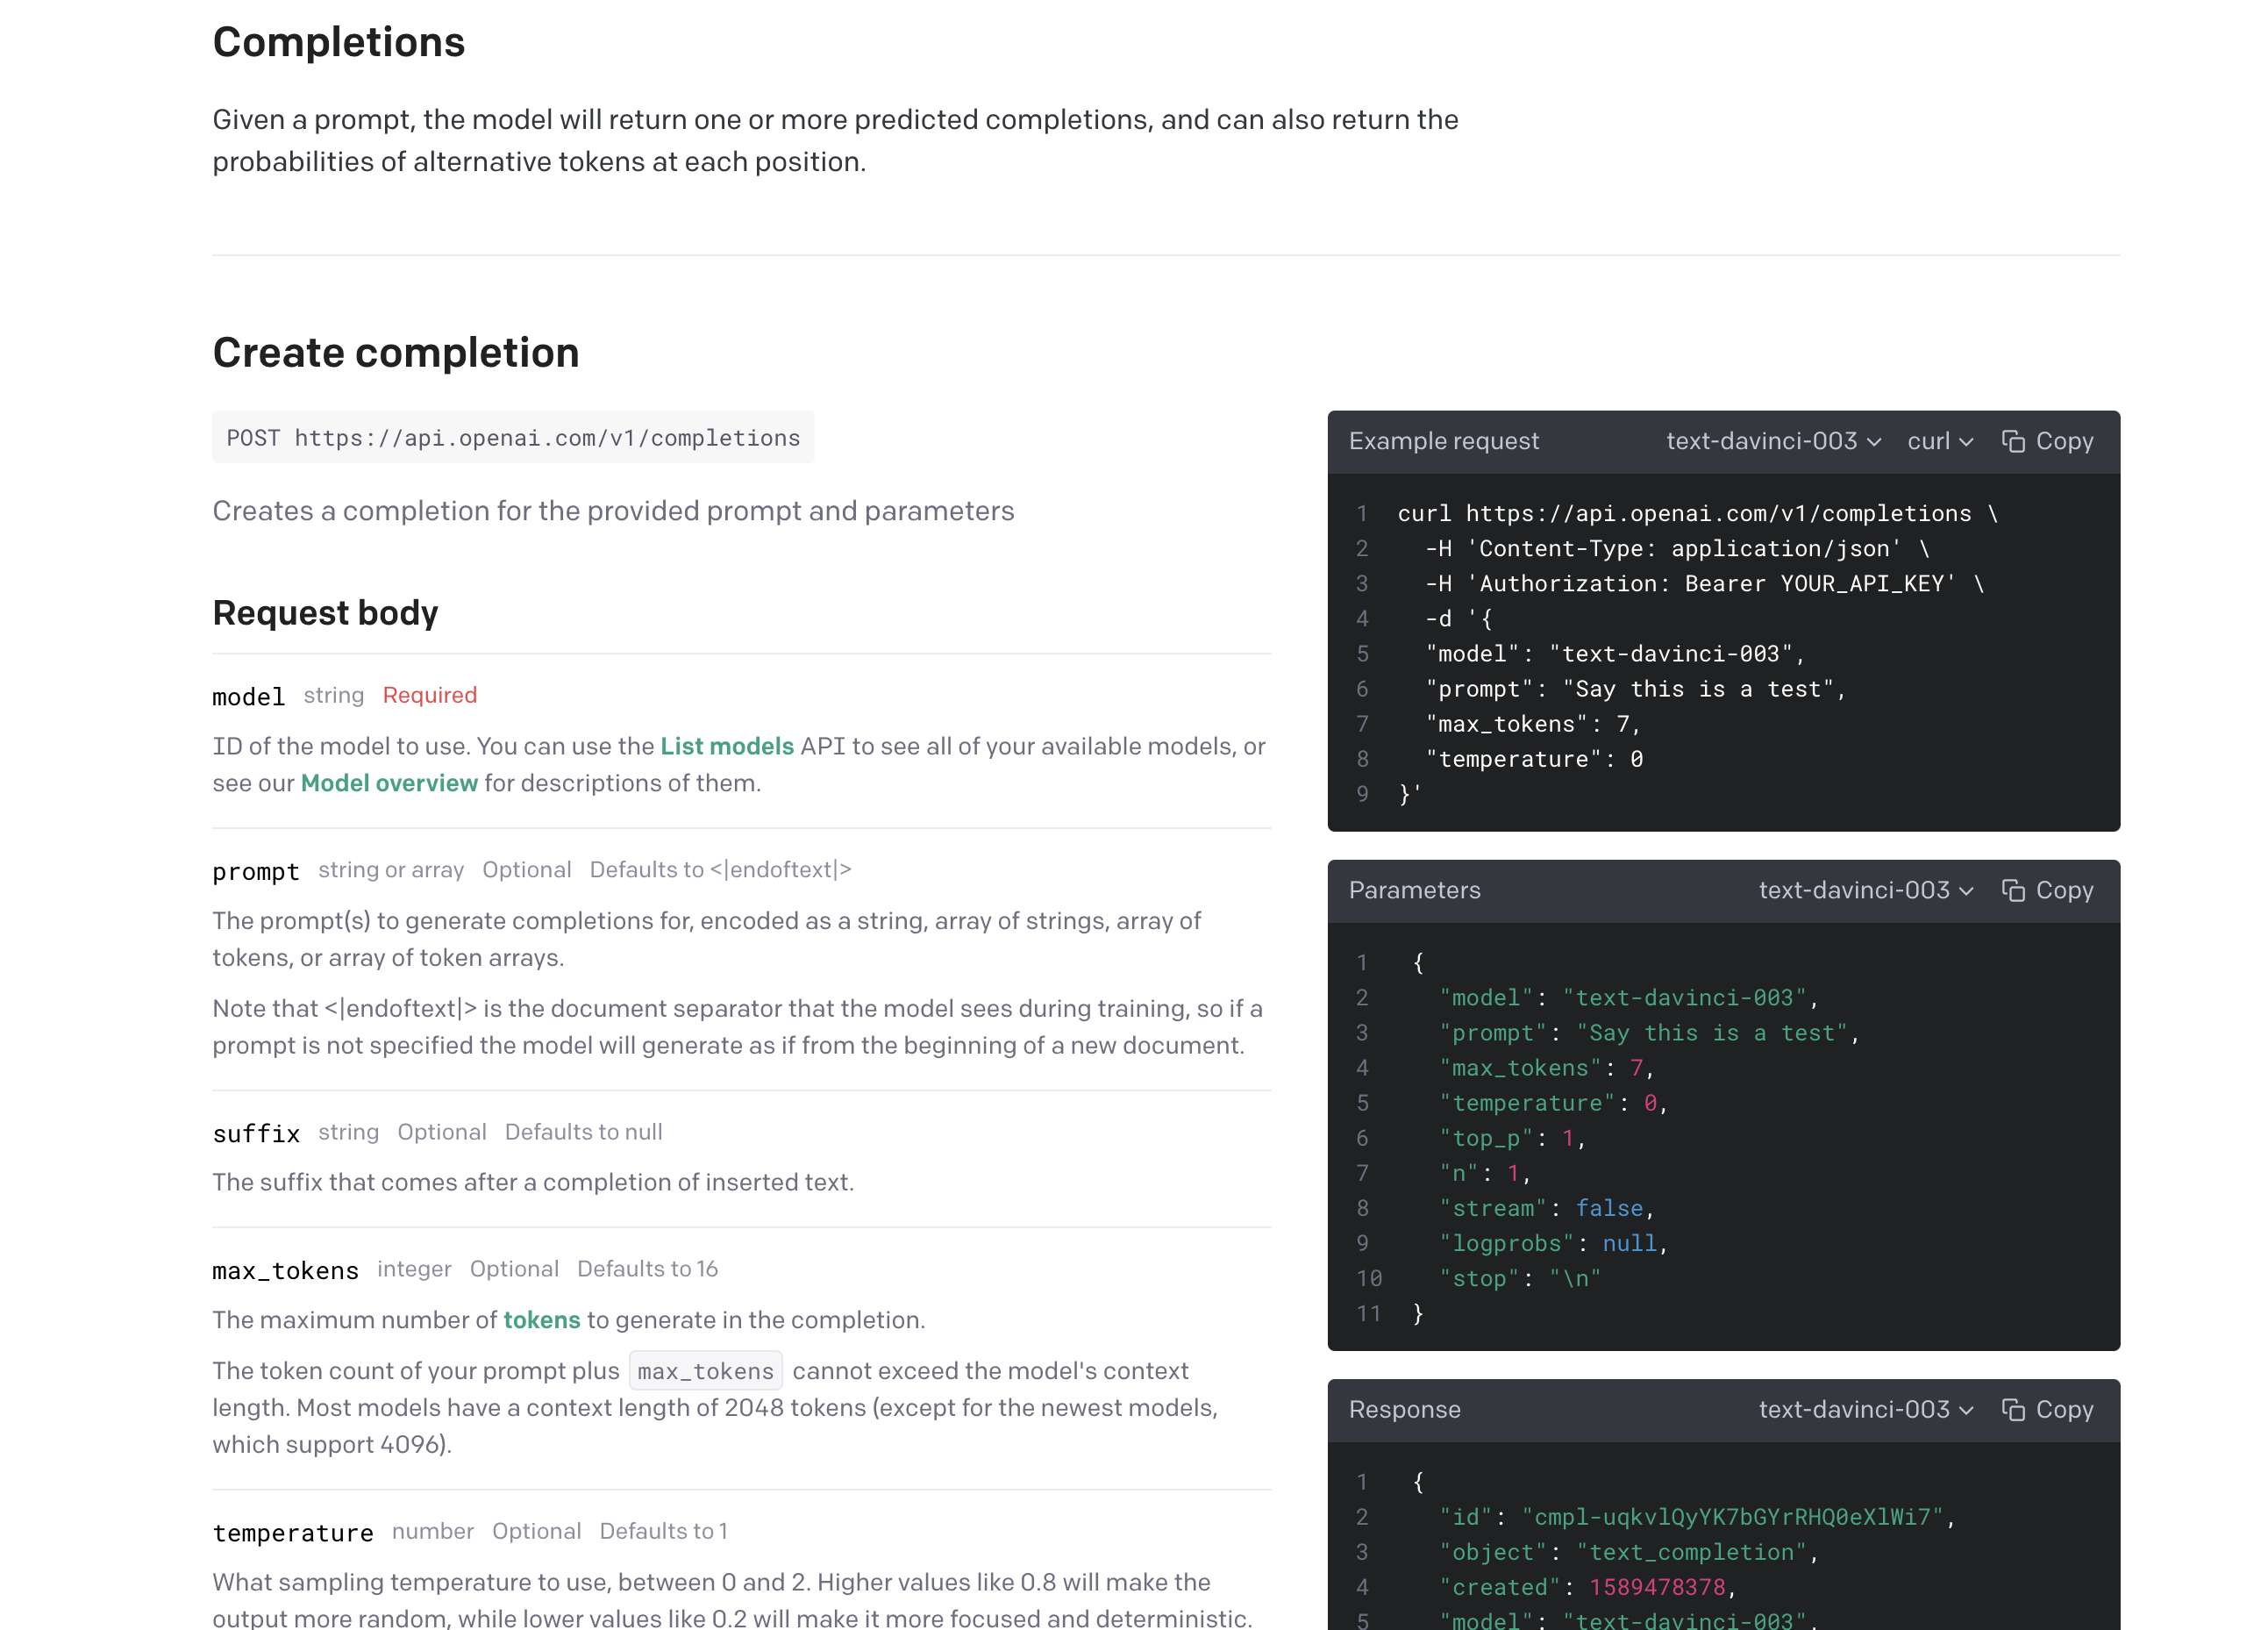 Completions
Given a prompt, the model will return one or more predicted completions, and can also return the
probabilities of alternative tokens at each position.
Create completion
POST https://api.openai.com/v1/completions
Creates a completion for the provided prompt and parameters
Request body
model string Required
ID of the model to use. You can use the List models API to see all of your available models, or
see our Model overview for descriptions of them.
prompt string or array Optional Defaults to <|endoftext|>
The prompt(s) to generate completions for, encoded as a string, array of strings, array of
tokens, or array of token arrays.
Note that <|endoftext|> is the document separator that the model sees during training, so if a
prompt is not specified the model will generate as if from the beginning of a new document.
suffix string Optional Defaults to null
The suffix that comes after a completion of inserted text.
max_tokens integer Optional Defaults to 16
The maximum number of tokens to generate in the completion.
The token count of your prompt plus max_tokens cannot exceed the model's context
length. Most models have a context length of 2048 tokens (except for the newest models,
which support 4096).
temperature number Optional Defaults to 1
What sampling temperature to use, between 0 and 2. Higher values like 0.8 will make the
output more random, while lower values like 0.2 will make it more focused and deterministic.
Example request text-davinci-003 curl Copy
1 curl https://api.openai.com/v1/completions \
2 -H 'Content-Type: application/json' \
3 -H 'Authorization: Bearer YOUR_API_KEY' \
4 -d '{
5 "model": "text-davinci-003",
6 "prompt": "Say this is a test",
7 "max_tokens": 7,
8 "temperature": 0
9 }'
Parameters text-davinci-003 Copy
1 {
2 "model": "text-davinci-003",
3 "prompt": "Say this is a test",
4 "max_tokens": 7,
5 "temperature": 0,
6 "top_p": 1,
7 "n": 1,
8 "stream": false,
9 "logprobs": null,
10 "stop": "\n"
11 }
Response text-davinci-003 Copy
1 {
2 "id": "cmpl-uqkvlQyYK7bGYrRHQ0eXlWi7",
3 "object": "text_completion",
4 "created": 1589478378,
5 "model": "text-davinci-003",